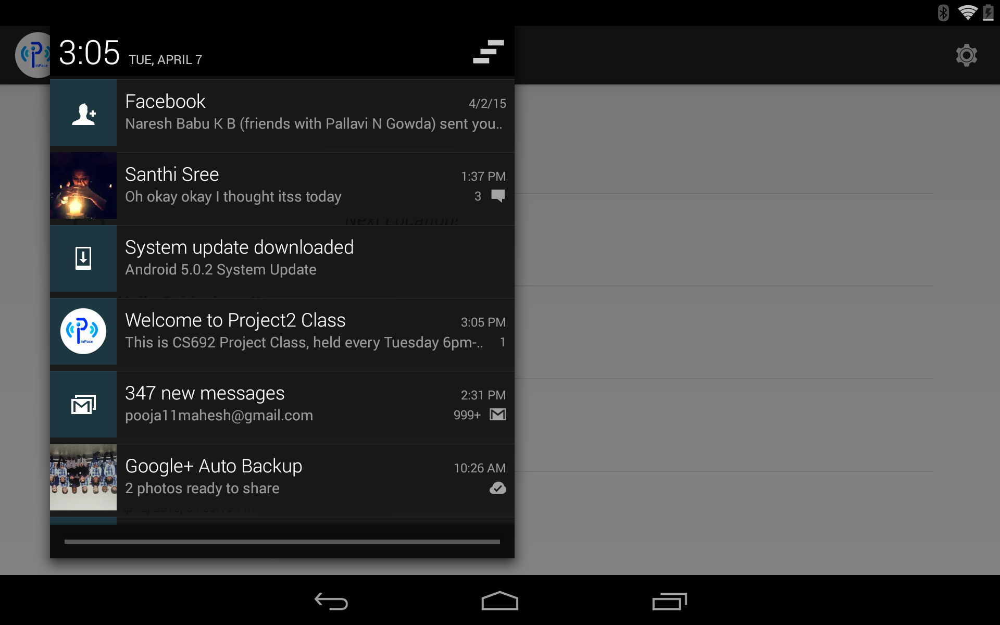 3:05 TUE, APRIL 7
Facebook 4/2/15
Naresh Babu K B (friends with Pallavi N Gowda) sent you..
Santhi Sree 1:37 PM
Oh okay okay I thought itss today 3
Next Location!
System update downloaded
Android 5.0.2 System Update
Welcome to Project2 Class 3:05 PM
inPace
This is CS692 Project Class, held every Tuesday 6pm-.. 1
347 new messages 2:31 PM
pooja11mahesh@gmail.com 999+
Google+ Auto Backup 10:26 AM
2 photos ready to share